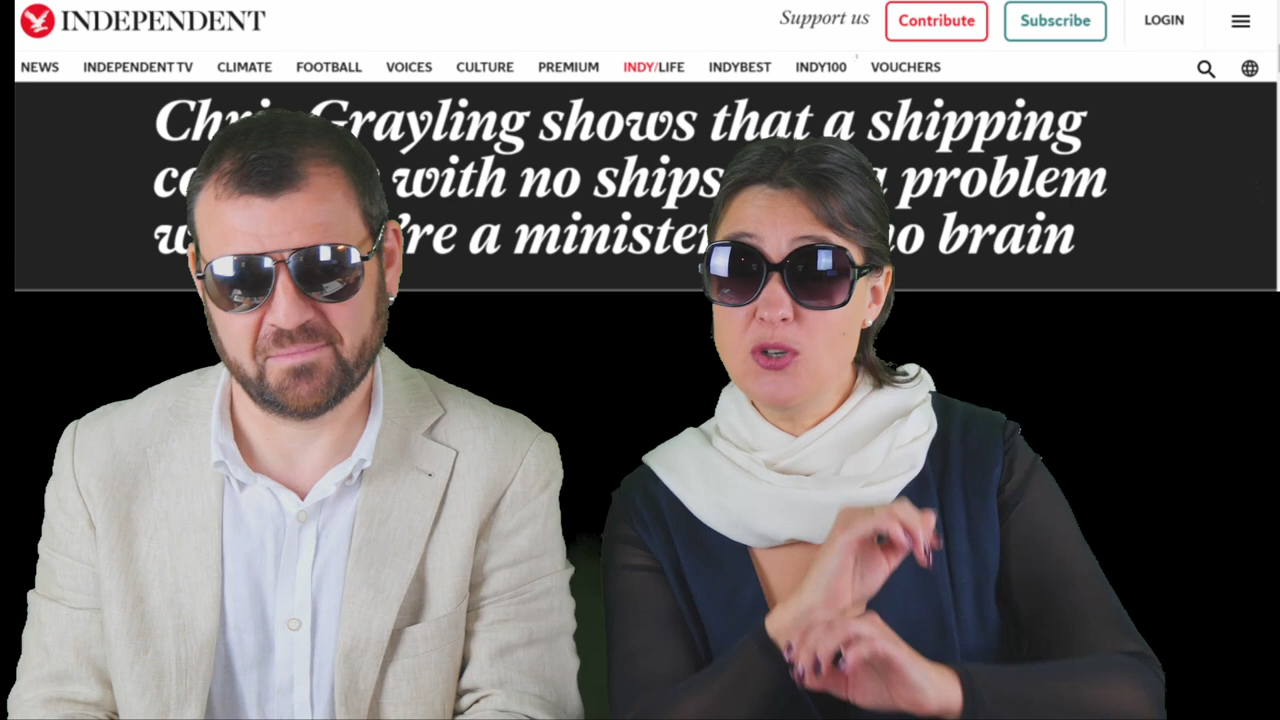 INDEPENDENT
Support us
Contribute
Subscribe
LOGIN
NEWS INDEPENDENT TV CLIMATE FOOTBALL VOICES CULTURE PREMIUM INDY/LIFE INDYBEST INDY100 VOUCHERS
Grayling shows that a shipping
with no ships a problem
a minister no brain